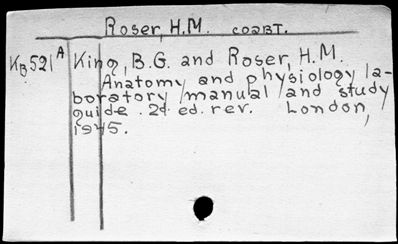 Roser, H.M. соавт.
KB521A King, B.G. and Roser, H.M.
Anatomy and physiology la-
boratory manual and study
guide. 2d. ed. rev. London,
1945.